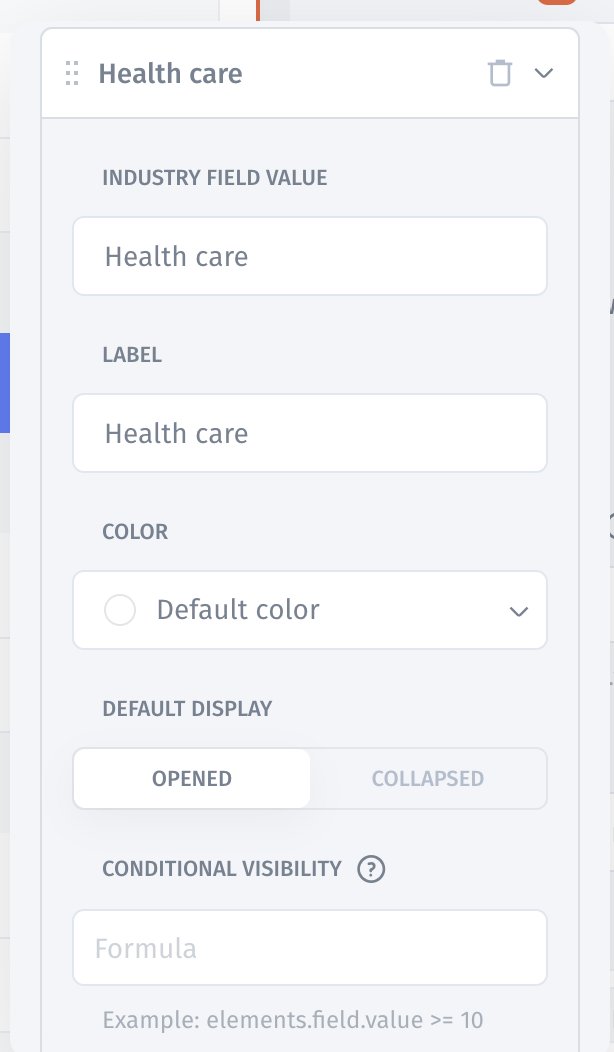 Health care
INDUSTRY FIELD VALUE
Health care
LABEL
Health care
COLOR
Default color
DEFAULT DISPLAY
OPENED COLLAPSED
CONDITIONAL VISIBILITY ?
Formula
Example: elements.field.value >= 10